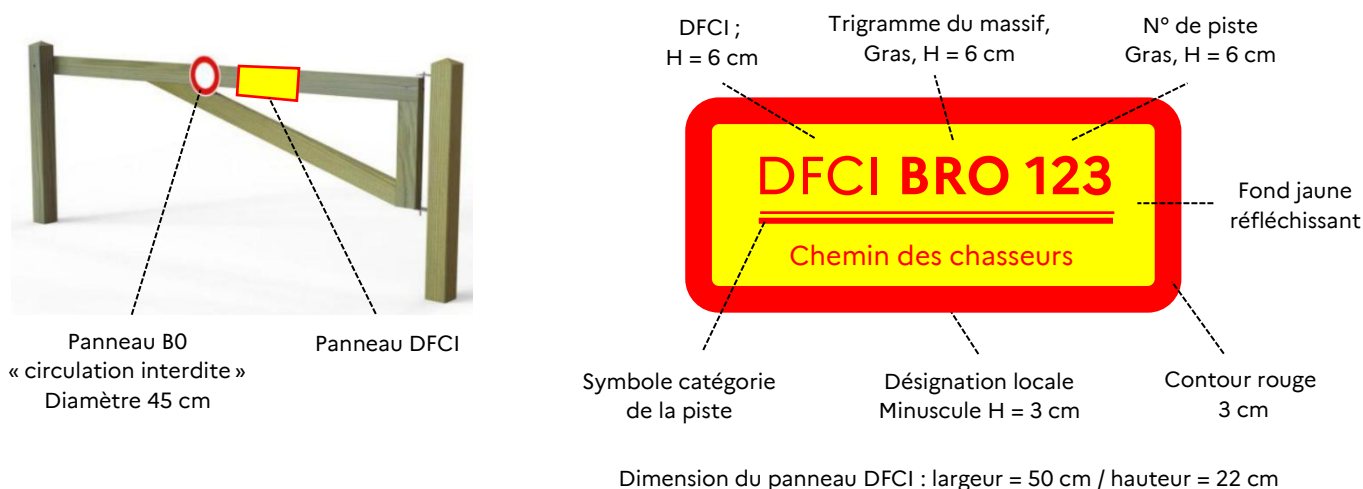 DFCI ;
H = 6 cm
Trigramme du massif,
Gras, H = 6 cm
N° de piste
Gras, H = 6 cm
DFCI BRO 123
Chemin des chasseurs
Fond jaune
réfléchissant
Panneau B0
« circulation interdite »
Diamètre 45 cm
Panneau DFCI
Symbole catégorie
de la piste
Désignation locale
Minuscule H = 3 cm
Contour rouge
3 cm
Dimension du panneau DFCI : largeur = 50 cm / hauteur = 22 cm